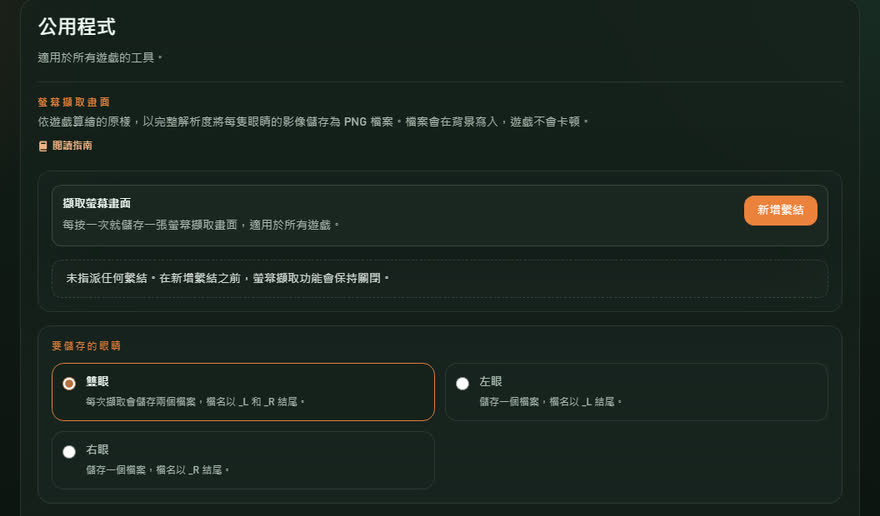 公用程式
適用於所有遊戲的工具。
螢幕擷取畫面
依遊戲算繪的原樣，以完整解析度將每隻眼睛的影像儲存為 PNG 檔案。檔案會在背景寫入，遊戲不會卡頓。
閱讀指南
擷取螢幕畫面
每按一次就儲存一張螢幕擷取畫面，適用於所有遊戲。
新增繫結
未指派任何繫結。在新增繫結之前，螢幕擷取功能會保持關閉。
要儲存的眼睛
雙眼
每次擷取會儲存兩個檔案，檔名以 _L 和 _R 結尾。
左眼
儲存一個檔案，檔名以 _L 結尾。
右眼
儲存一個檔案，檔名以 _R 結尾。